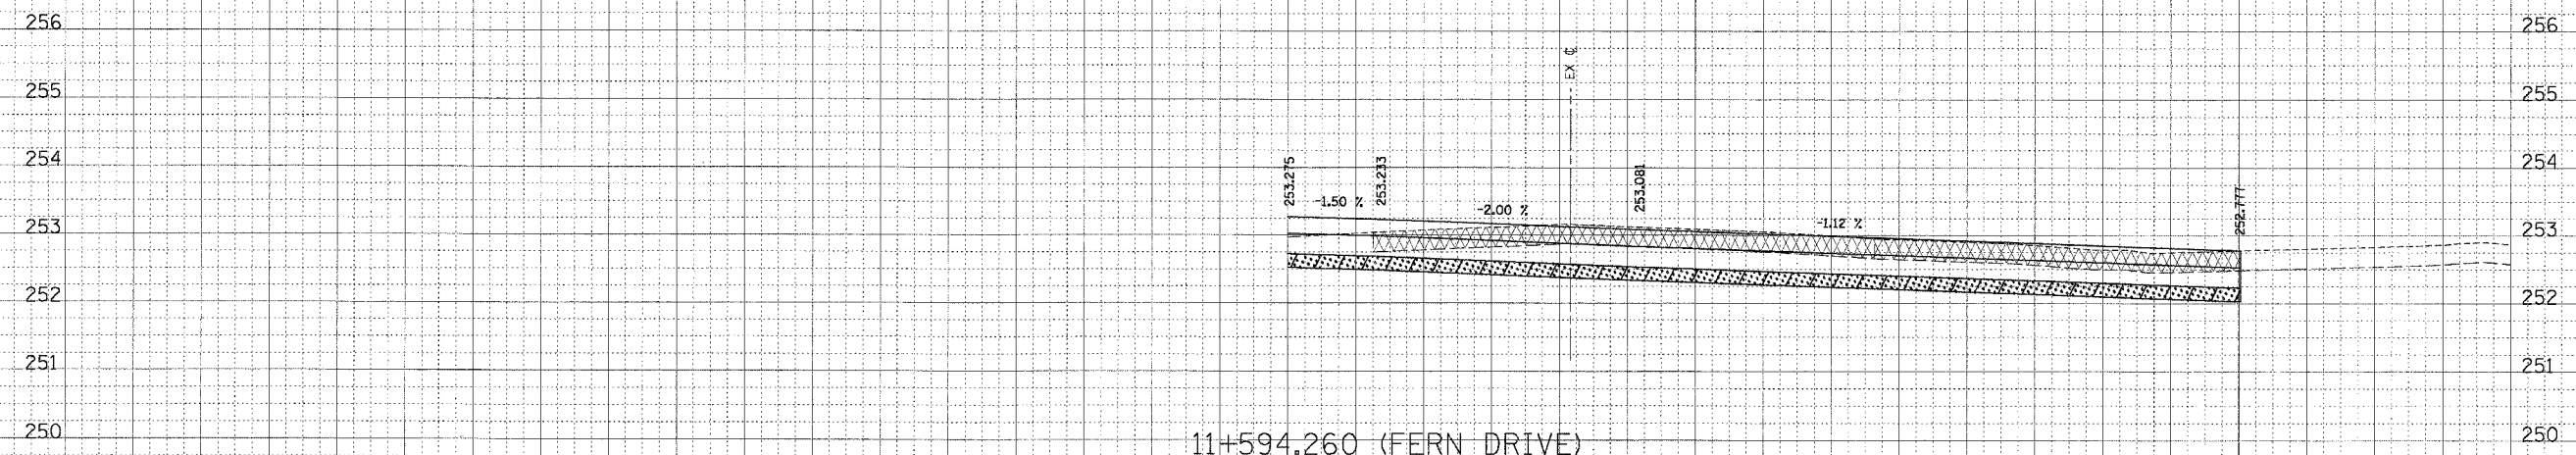 256 256
EX ℄
255 255
254 254
253.275 253.233 253.081 252.777
-1.50 % -2.00 % -1.12 %
253 253
252 252
251 251
250 250
11+594.260 (FERN DRIVE)